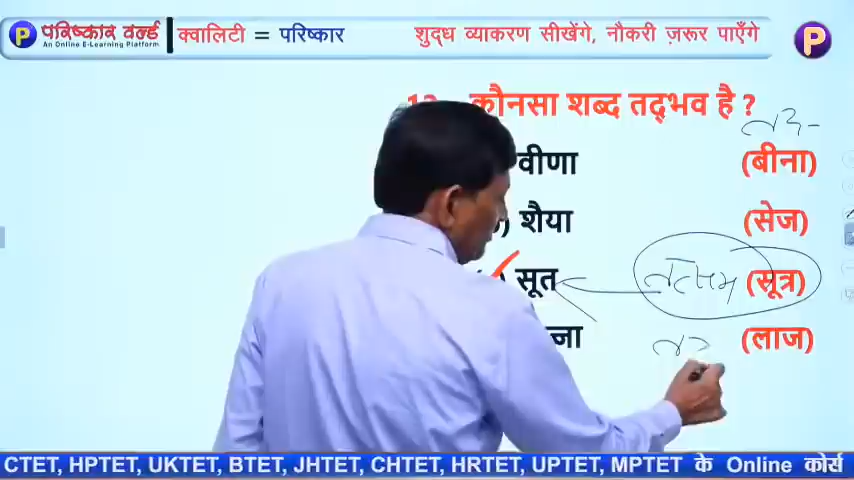 परिष्कार वर्ल्ड
An Online E-Learning Platform
क्वालिटी = परिष्कार
शुद्ध व्याकरण सीखेंगे, नौकरी ज़रूर पाएँगे
P
P
कौनसा शब्द तद्‌भव है ?
वीणा (बीना)
शैया (सेज)
सूत तत्सम (सूत्र)
(लाज)
CTET, HPTET, UKTET, BTET, JHTET, CHTET, HRTET, UPTET, MPTET के Online कोर्स